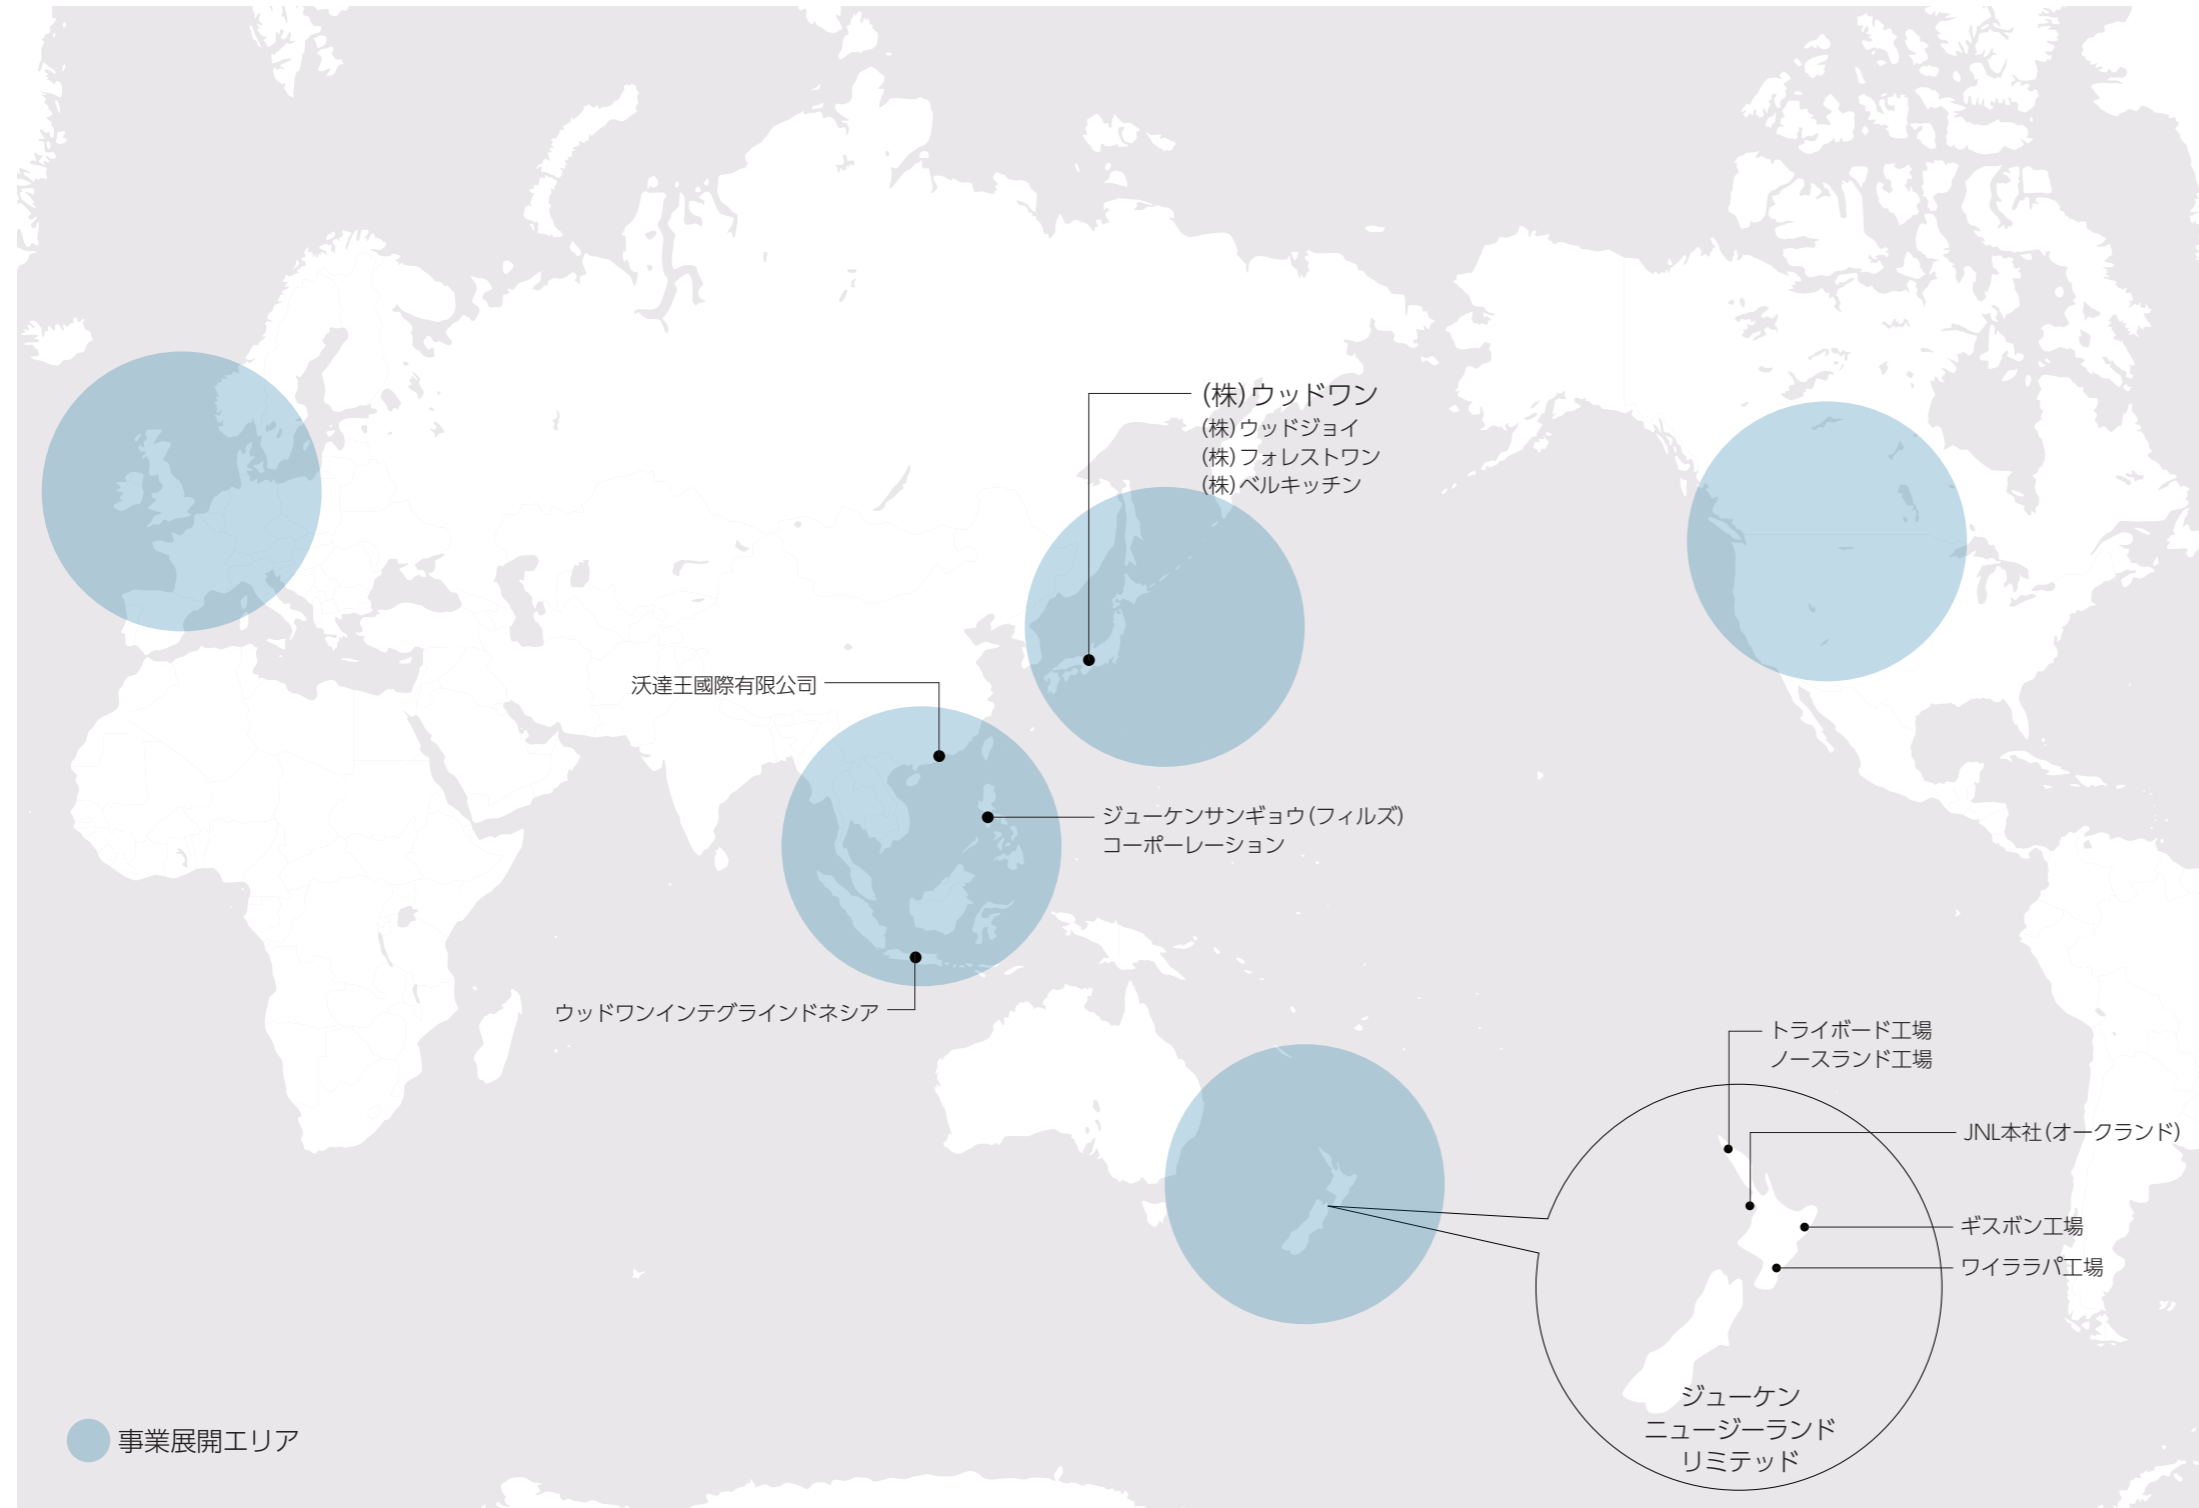 (株)ウッドワン
(株)ウッドジョイ
(株)フォレストワン
(株)ベルキッチン
沃達王國際有限公司
ジューケンサンギョウ(フィルズ)
コーポーレーション
ウッドワンインテグラインドネシア
トライボード工場
ノースランド工場
JNL本社(オークランド)
ギスボン工場
ワイララパ工場
ジューケン
ニュージーランド
リミテッド
事業展開エリア